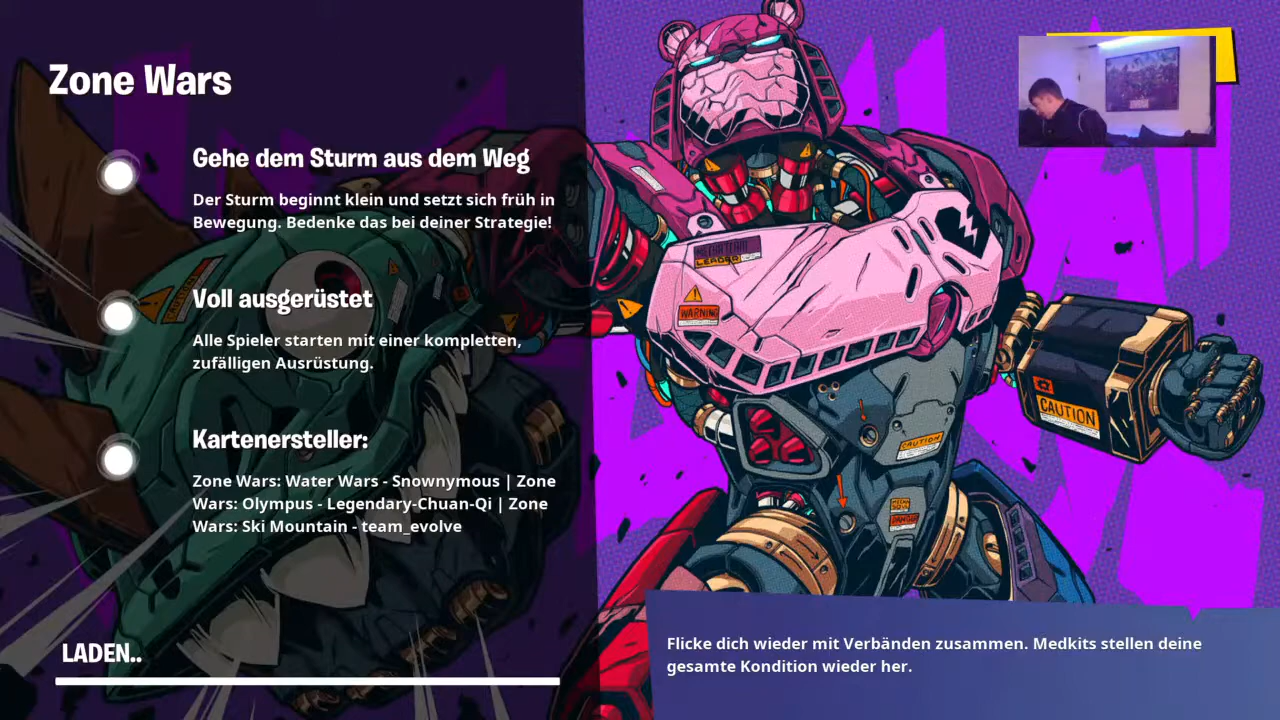 Zone Wars
Gehe dem Sturm aus dem Weg
Der Sturm beginnt klein und setzt sich früh in
Bewegung. Bedenke das bei deiner Strategie!
Voll ausgerüstet
Alle Spieler starten mit einer kompletten,
zufälligen Ausrüstung.
Kartenersteller:
Zone Wars: Water Wars - Snownymous | Zone
Wars: Olympus - Legendary-Chuan-Qi | Zone
Wars: Ski Mountain - team_evolve
LADEN..
LEADER
WARNING
CAUTION
CAUTION
CAUTION
Flicke dich wieder mit Verbänden zusammen. Medkits stellen deine
gesamte Kondition wieder her.